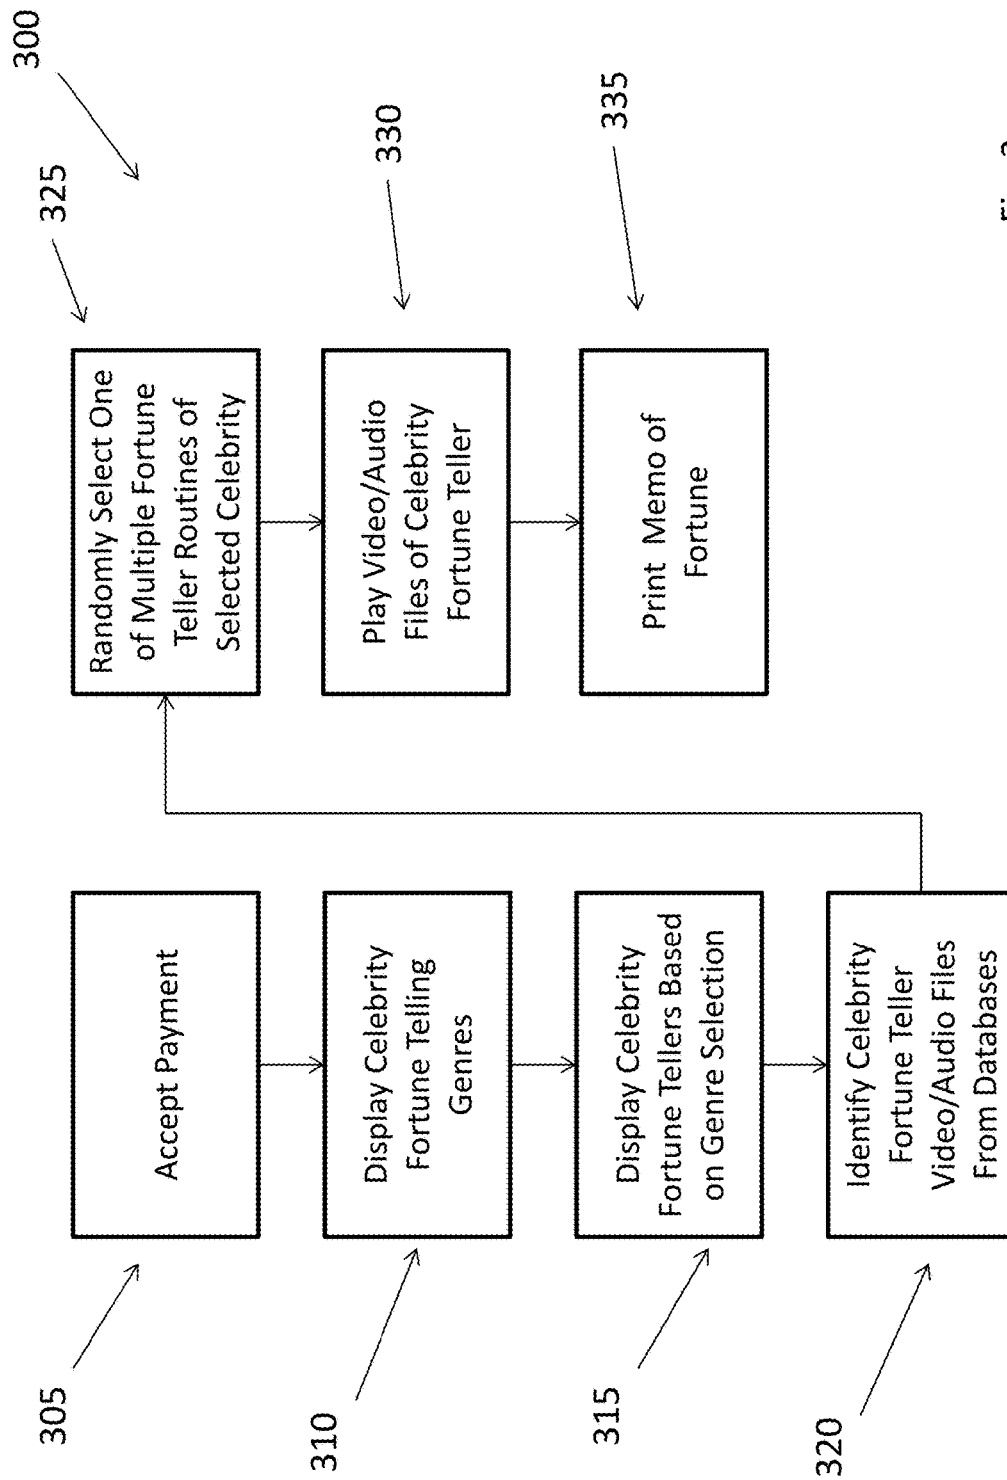 300
305
Accept Payment
310
Display Celebrity
Fortune Telling
Genres
315
Display Celebrity
Fortune Tellers Based
on Genre Selection
320
Identify Celebrity
Fortune Teller
Video/Audio Files
From Databases
325
Randomly Select One
of Multiple Fortune
Teller Routines of
Selected Celebrity
330
Play Video/Audio
Files of Celebrity
Fortune Teller
335
Print Memo of
Fortune